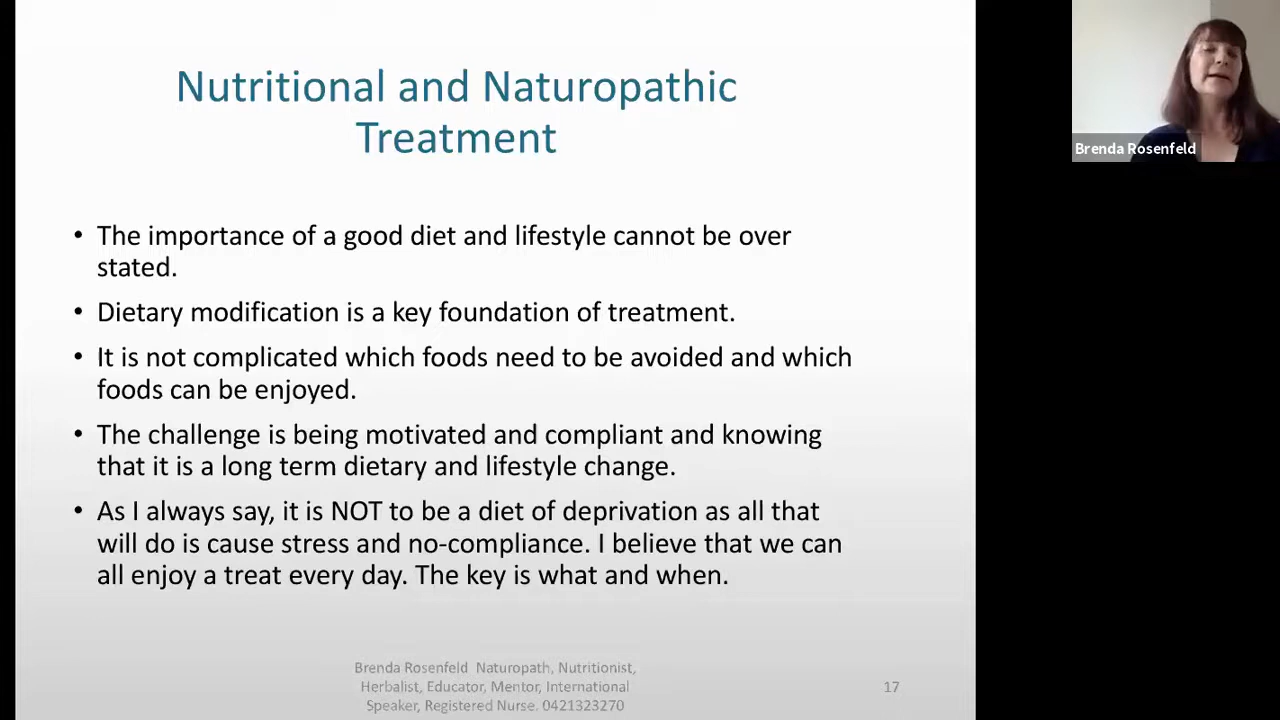 Nutritional and Naturopathic
Treatment
• The importance of a good diet and lifestyle cannot be over
stated.
• Dietary modification is a key foundation of treatment.
• It is not complicated which foods need to be avoided and which
foods can be enjoyed.
• The challenge is being motivated and compliant and knowing
that it is a long term dietary and lifestyle change.
• As I always say, it is NOT to be a diet of deprivation as all that
will do is cause stress and no-compliance. I believe that we can
all enjoy a treat every day. The key is what and when.
Brenda Rosenfeld Naturopath, Nutritionist,
Herbalist, Educator, Mentor, International
Speaker, Registered Nurse. 0421323270
17
Brenda Rosenfeld